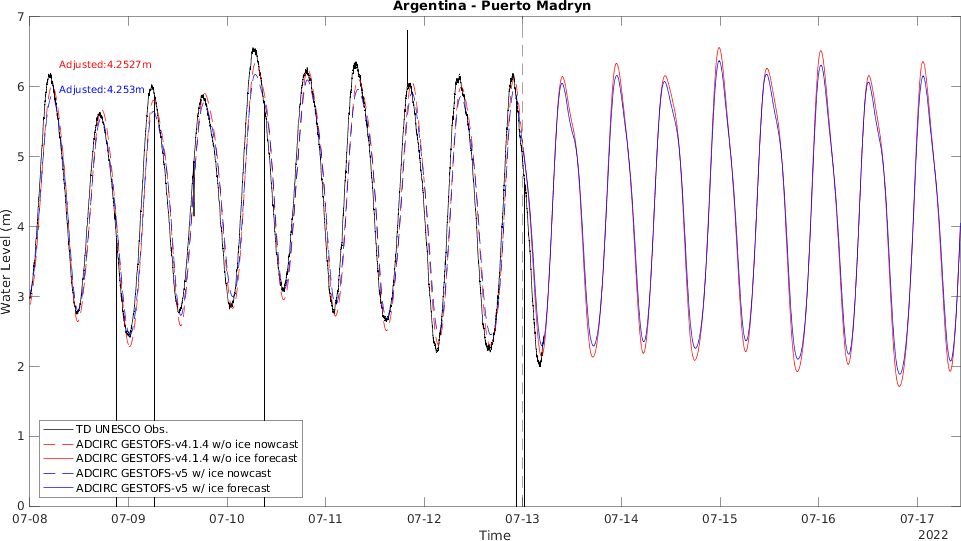 Argentina - Puerto Madryn
7
Adjusted:4.2527m
6
Adjusted:4.253m
5
4
Water Level (m)
3
2
1
TD UNESCO Obs.
ADCIRC GESTOFS-v4.1.4 w/o ice nowcast
ADCIRC GESTOFS-v4.1.4 w/o ice forecast
ADCIRC GESTOFS-v5 w/ ice nowcast
ADCIRC GESTOFS-v5 w/ ice forecast
0
07-08 07-09 07-10 07-11 07-12 07-13 07-14 07-15 07-16 07-17
Time
2022